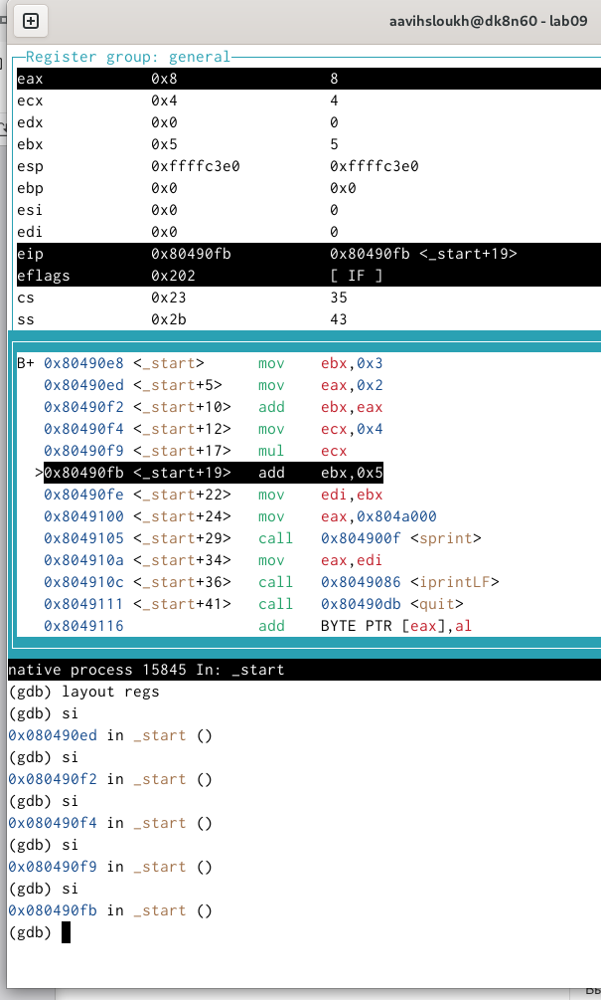 aavihsloukh@dk8n60 - lab09
Register group: general
eax 0x8 8
ecx 0x4 4
edx 0x0 0
ebx 0x5 5
esp 0xffffc3e0 0xffffc3e0
ebp 0x0 0x0
esi 0x0 0
edi 0x0 0
eip 0x80490fb 0x80490fb <_start+19>
eflags 0x202 [ IF ]
cs 0x23 35
ss 0x2b 43
B+ 0x80490e8 <_start> mov ebx,0x3
0x80490ed <_start+5> mov eax,0x2
0x80490f2 <_start+10> add ebx,eax
0x80490f4 <_start+12> mov ecx,0x4
0x80490f9 <_start+17> mul ecx
>0x80490fb <_start+19> add ebx,0x5
0x80490fe <_start+22> mov edi,ebx
0x8049100 <_start+24> mov eax,0x804a000
0x8049105 <_start+29> call 0x804900f <sprint>
0x804910a <_start+34> mov eax,edi
0x804910c <_start+36> call 0x8049086 <iprintLF>
0x8049111 <_start+41> call 0x80490db <quit>
0x8049116 add BYTE PTR [eax],al
native process 15845 In: _start
(gdb) layout regs
(gdb) si
0x080490ed in _start ()
(gdb) si
0x080490f2 in _start ()
(gdb) si
0x080490f4 in _start ()
(gdb) si
0x080490f9 in _start ()
(gdb) si
0x080490fb in _start ()
(gdb)